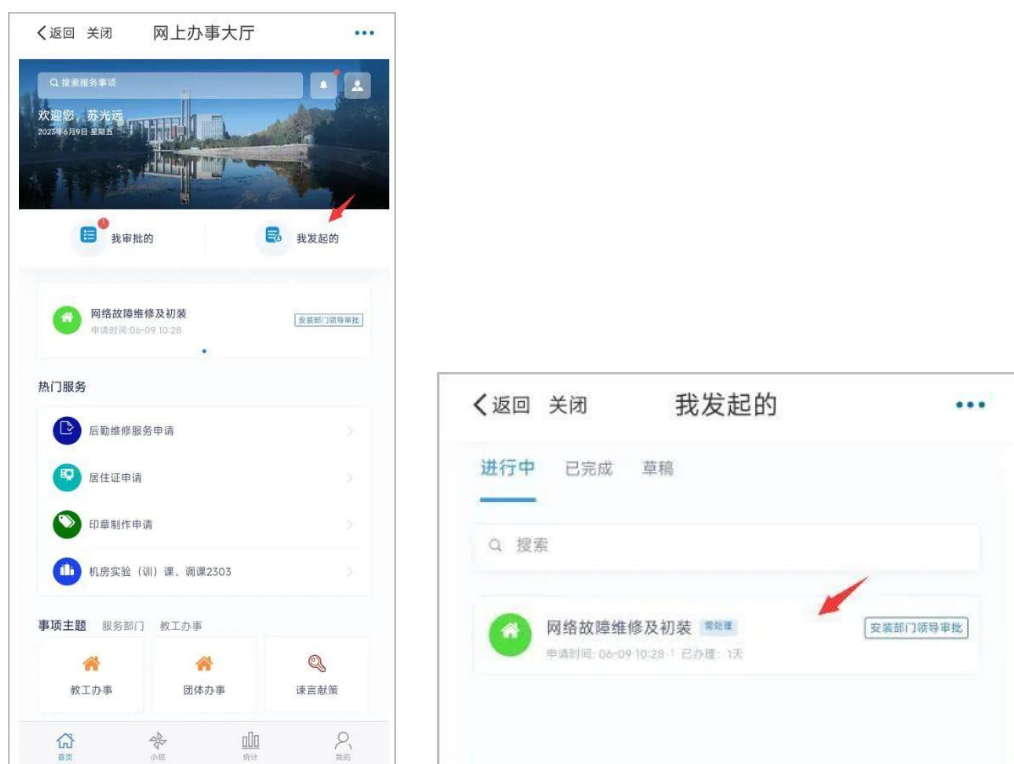 返回 关闭 网上办事大厅
搜索服务事项
欢迎您，苏光远
2023年6月9日 星期五
我审批的 我发起的
网络故障维修及初装
安装部门领导审批
申请时间:06-09 10:28
热门服务
后勤维修服务申请
居住证申请
印章制作申请
机房实验（训）课、调课2303
事项主题 服务部门 教工办事
教工办事 团体办事 谏言献策
首页 统计 我的
返回 关闭 我发起的
进行中 已完成 草稿
搜索
网络故障维修及初装
安装部门领导审批
申请时间: 06-09 10:28 | 已办理: 1天